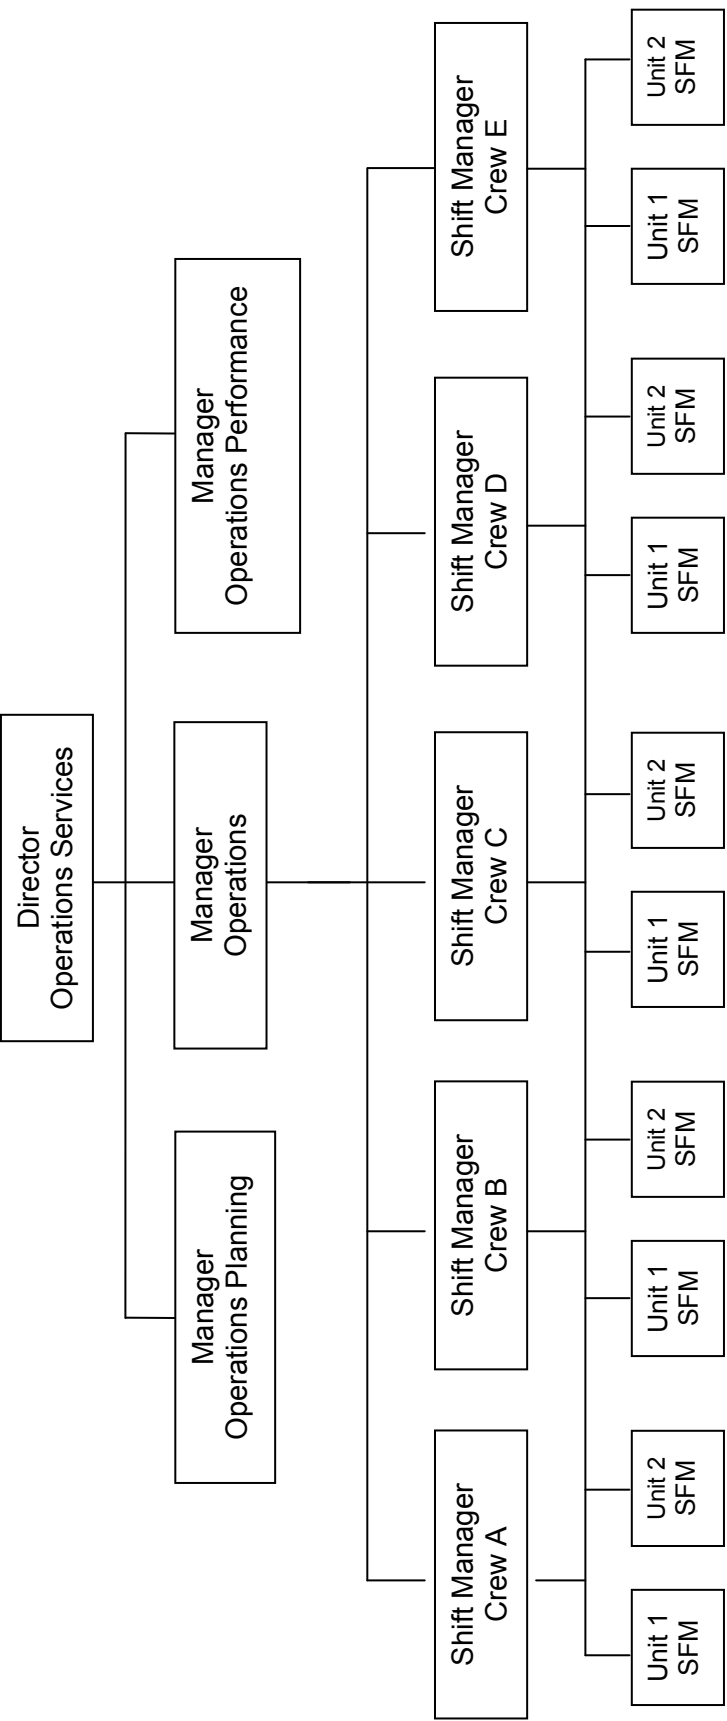 Director
Operations Services
Manager
Operations Planning
Manager
Operations
Manager
Operations Performance
Shift Manager
Crew A
Shift Manager
Crew B
Shift Manager
Crew C
Shift Manager
Crew D
Shift Manager
Crew E
Unit 1
SFM
Unit 2
SFM
Unit 1
SFM
Unit 2
SFM
Unit 1
SFM
Unit 2
SFM
Unit 1
SFM
Unit 2
SFM
Unit 1
SFM
Unit 2
SFM